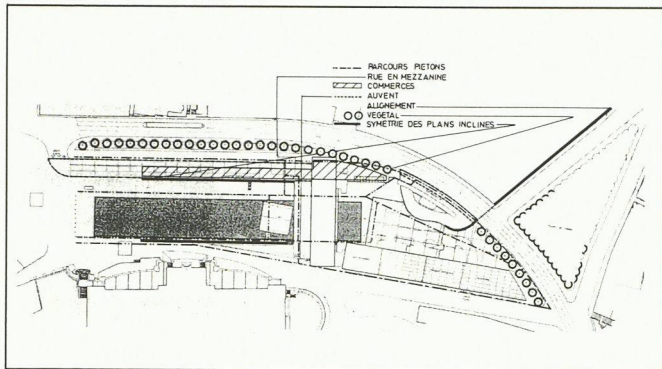 PARCOURS PIETONS
RUE EN MEZZANINE
COMMERCES
AUVENT
ALIGNEMENT
VEGETAL
SYMETRIE DES PLANS INCLINES